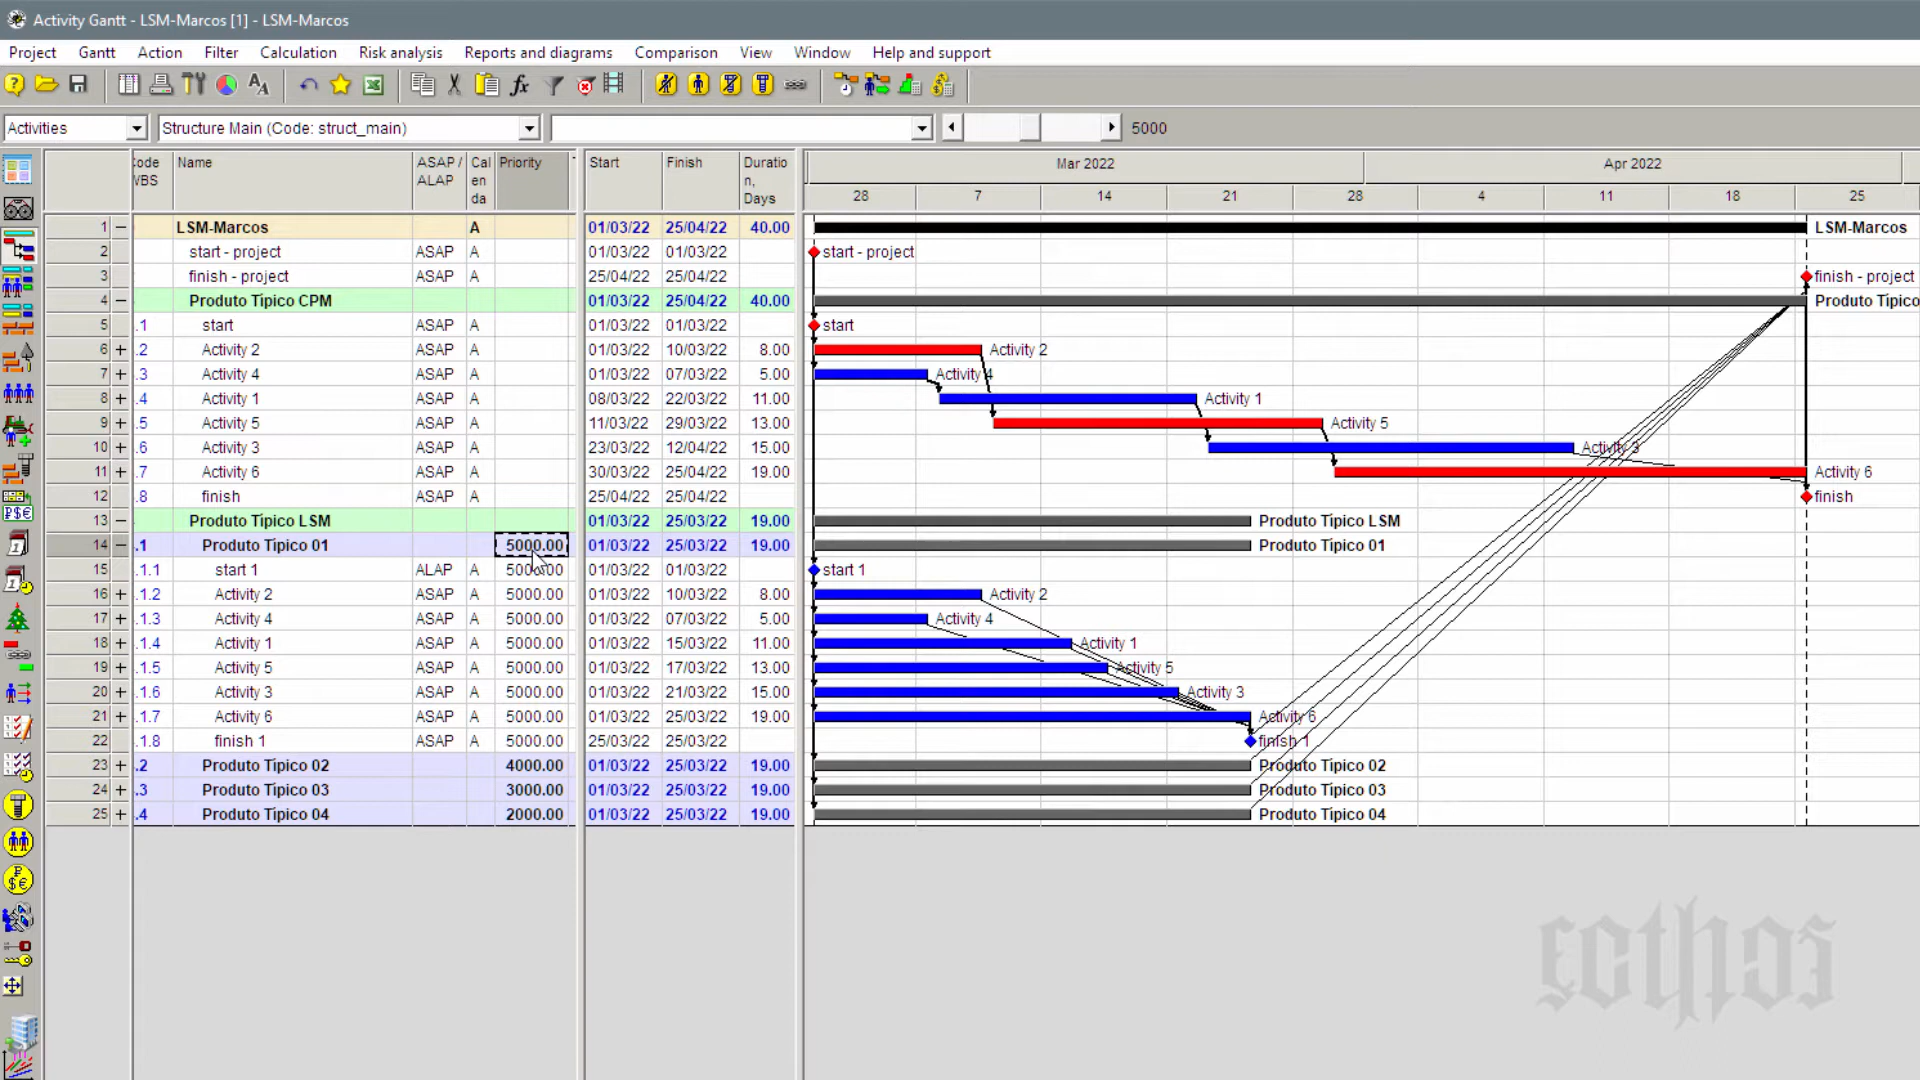 Activity Gantt - LSM-Marcos [1] - LSM-Marcos
Project Gantt Action Filter Calculation Risk analysis Reports and diagrams Comparison View Window Help and support
Activities Structure Main (Code: struct_main) 5000
Code WBS Name ASAP / ALAP Cal en da Priority Start Finish Duratio n, Days Mar 2022 Apr 2022
28 7 14 21 28 4 11 18 25
1 LSM-Marcos A 01/03/22 25/04/22 40.00 LSM-Marcos
2 start - project ASAP A 01/03/22 01/03/22 start - project
3 finish - project ASAP A 25/04/22 25/04/22 finish - project
4 Produto Típico CPM 01/03/22 25/04/22 40.00 Produto Típico
5 .1 start ASAP A 01/03/22 01/03/22 start
6 .2 Activity 2 ASAP A 01/03/22 10/03/22 8.00 Activity 2
7 .3 Activity 4 ASAP A 01/03/22 07/03/22 5.00 Activity 4
8 .4 Activity 1 ASAP A 08/03/22 22/03/22 11.00 Activity 1
9 .5 Activity 5 ASAP A 11/03/22 29/03/22 13.00 Activity 5
10 .6 Activity 3 ASAP A 23/03/22 12/04/22 15.00 Activity 3
11 .7 Activity 6 ASAP A 30/03/22 25/04/22 19.00 Activity 6
12 .8 finish ASAP A 25/04/22 25/04/22 finish
13 Produto Típico LSM 01/03/22 25/03/22 19.00 Produto Típico LSM
14 .1 Produto Típico 01 5000.00 01/03/22 25/03/22 19.00 Produto Típico 01
15 .1.1 start 1 ALAP A 5000.00 01/03/22 01/03/22 start 1
16 .1.2 Activity 2 ASAP A 5000.00 01/03/22 10/03/22 8.00 Activity 2
17 .1.3 Activity 4 ASAP A 5000.00 01/03/22 07/03/22 5.00 Activity 4
18 .1.4 Activity 1 ASAP A 5000.00 01/03/22 15/03/22 11.00 Activity 1
19 .1.5 Activity 5 ASAP A 5000.00 01/03/22 17/03/22 13.00 Activity 5
20 .1.6 Activity 3 ASAP A 5000.00 01/03/22 21/03/22 15.00 Activity 3
21 .1.7 Activity 6 ASAP A 5000.00 01/03/22 25/03/22 19.00 Activity 6
22 .1.8 finish 1 ASAP A 5000.00 25/03/22 25/03/22 finish 1
23 .2 Produto Típico 02 4000.00 01/03/22 25/03/22 19.00 Produto Típico 02
24 .3 Produto Típico 03 3000.00 01/03/22 25/03/22 19.00 Produto Típico 03
25 .4 Produto Típico 04 2000.00 01/03/22 25/03/22 19.00 Produto Típico 04